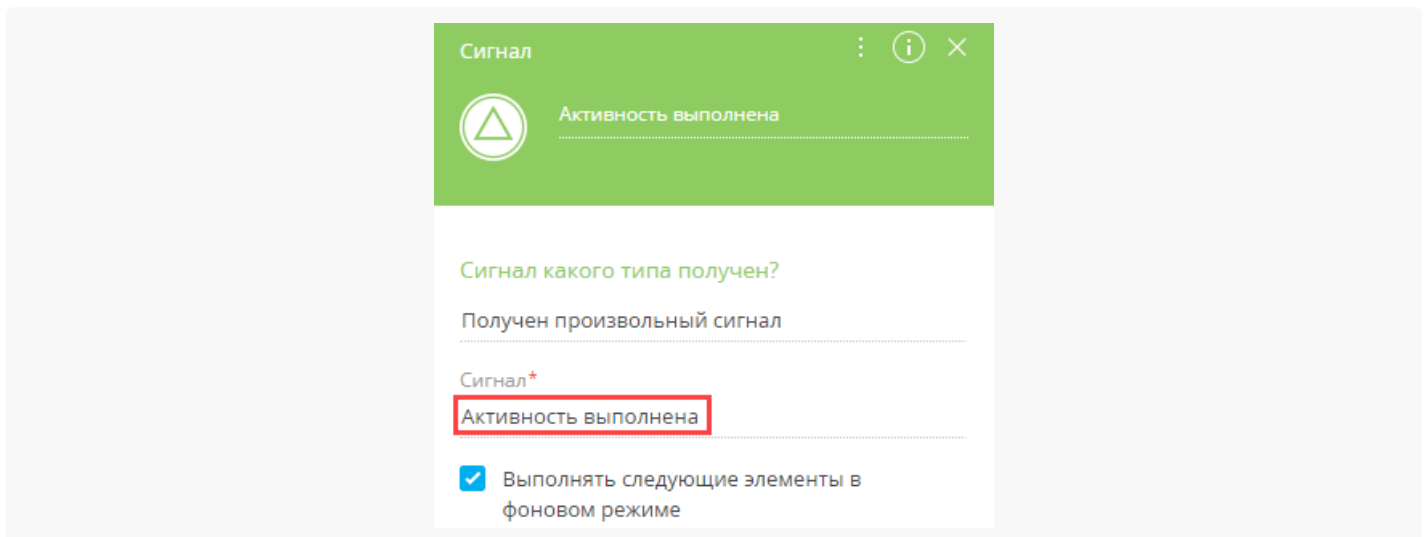 Сигнал
Активность выполнена
Сигнал какого типа получен?
Получен произвольный сигнал
Сигнал*
Активность выполнена
Выполнять следующие элементы в
фоновом режиме